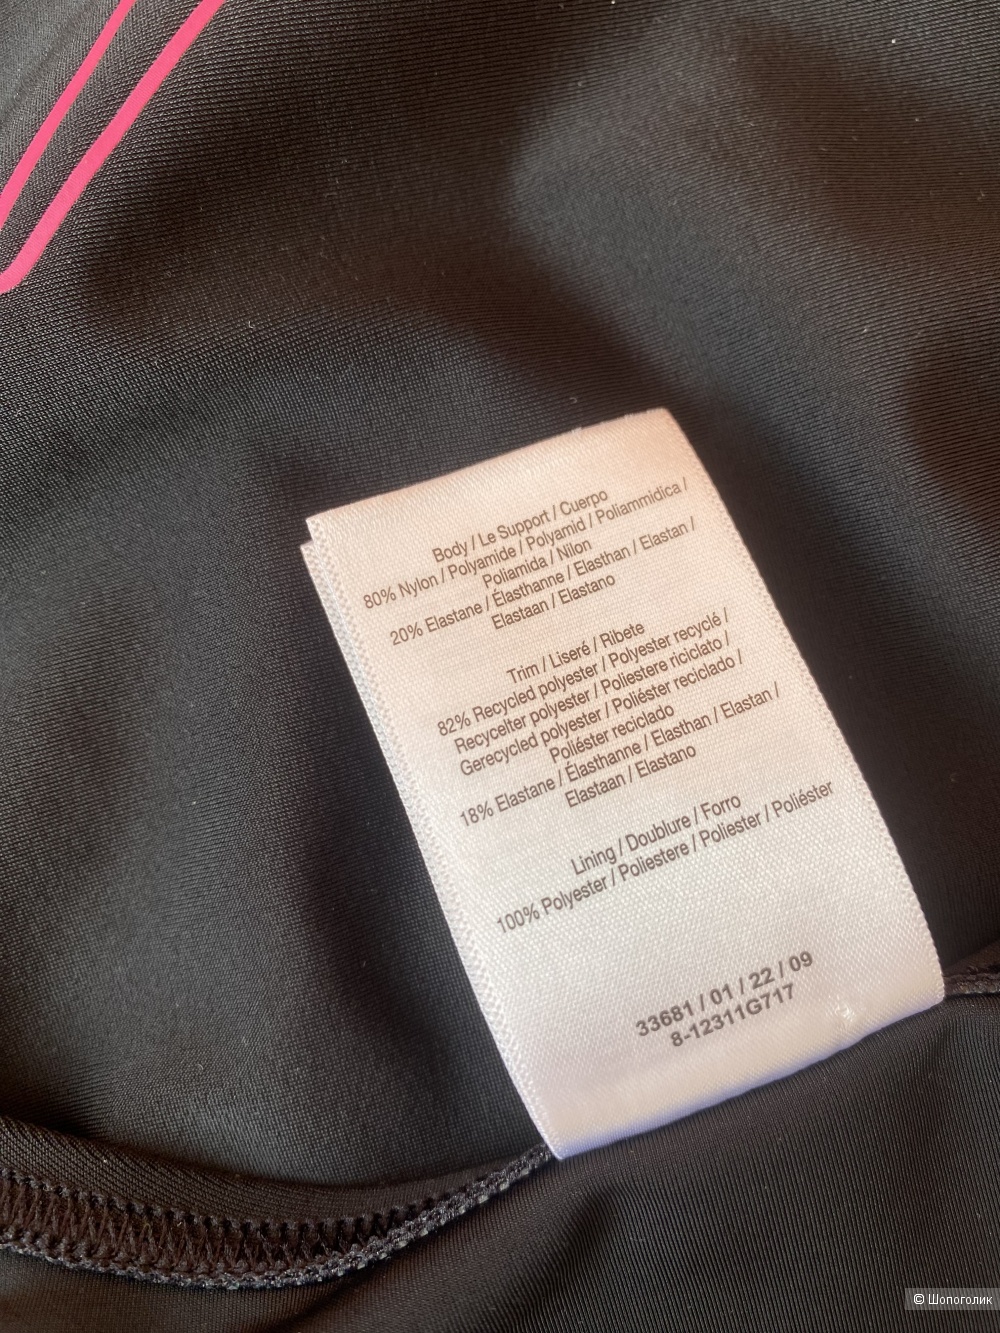 Body / Le Support / Cuerpo
80% Nylon / Polyamide / Polyamid / Poliammidica /
Poliamida / Nilon
20% Elastane / Élasthanne / Elasthan / Elastan /
Elastaan / Elastano
Trim / Liseré / Ribete
82% Recycled polyester / Polyester recyclé /
Recycelter polyester / Poliestere riciclato /
Gerecycled polyester / Poliéster reciclado /
Poliéster reciclado
18% Elastane / Élasthanne / Elasthan / Elastan /
Elastaan / Elastano
Lining / Doublure / Forro
100% Polyester / Poliestere / Poliester / Poliéster
33681 / 01 / 22 / 09
8-12311G717
© Шопоголик